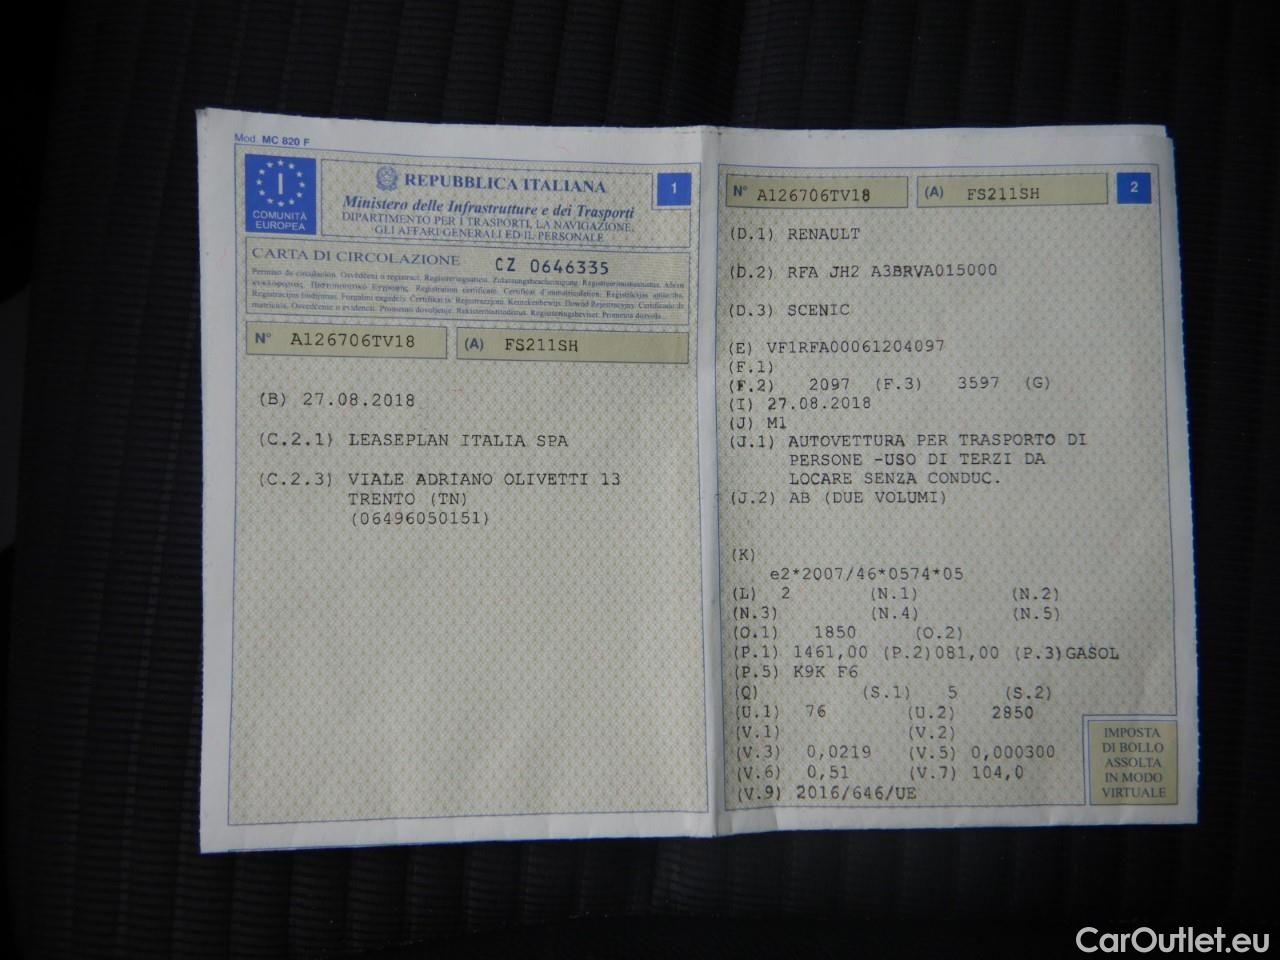 Mod. MC 820 F
I
COMUNITÀ
EUROPEA
REPUBBLICA ITALIANA
Ministero delle Infrastrutture e dei Trasporti
DIPARTIMENTO PER I TRASPORTI, LA NAVIGAZIONE,
GLI AFFARI GENERALI ED IL PERSONALE
1
CARTA DI CIRCOLAZIONE CZ 0646335
N° A126706TV18 (A) FS211SH
(B) 27.08.2018
(C.2.1) LEASEPLAN ITALIA SPA
(C.2.3) VIALE ADRIANO OLIVETTI 13
TRENTO (TN)
(06496050151)
N° A126706TV18 (A) FS211SH 2
(D.1) RENAULT
(D.2) RFA JH2 A3BRVA015000
(D.3) SCENIC
(E) VF1RFA00061204097
(F.1)
(F.2) 2097 (F.3) 3597 (G)
(I) 27.08.2018
(J) M1
(J.1) AUTOVETTURA PER TRASPORTO DI
PERSONE -USO DI TERZI DA
LOCARE SENZA CONDUC.
(J.2) AB (DUE VOLUMI)
(K)
e2*2007/46*0574*05
(L) 2 (N.1) (N.2)
(N.3) (N.4) (N.5)
(O.1) 1850 (O.2)
(P.1) 1461,00 (P.2)081,00 (P.3)GASOL
(P.5) K9K F6
(Q) (S.1) 5 (S.2)
(U.1) 76 (U.2) 2850
(V.1) (V.2)
(V.3) 0,0219 (V.5) 0,000300
(V.6) 0,51 (V.7) 104,0
(V.9) 2016/646/UE
IMPOSTA
DI BOLLO
ASSOLTA
IN MODO
VIRTUALE
CarOutlet.eu